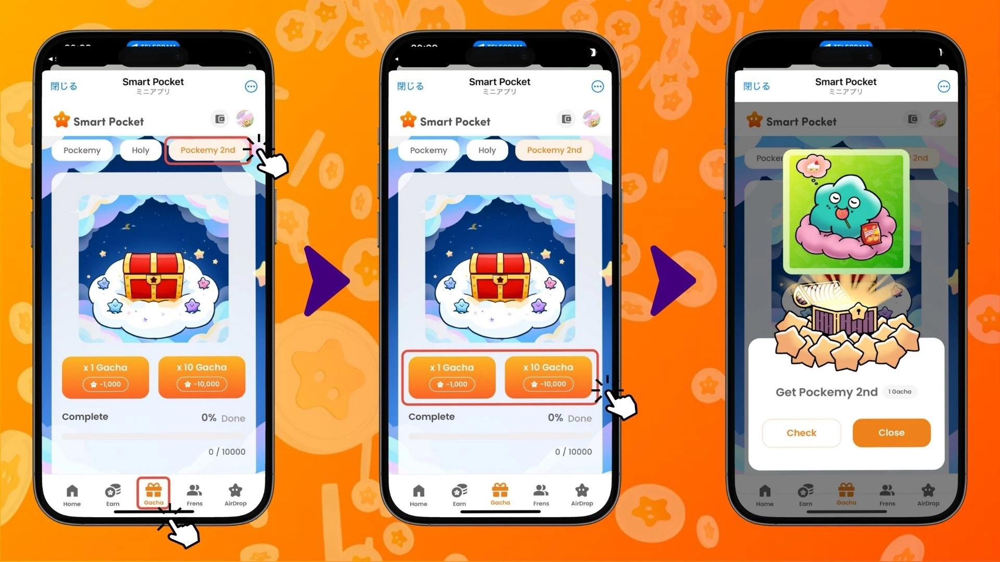 TELEGRAM
閉じる
Smart Pocket
ミニアプリ
Smart Pocket
Pockemy
Holy
Pockemy 2nd
x 1 Gacha
-1,000
x 10 Gacha
-10,000
Complete
0% Done
0 / 10000
Home
Earn
Gacha
Frens
AirDrop
TELEGRAM
閉じる
Smart Pocket
ミニアプリ
Smart Pocket
Pockemy
Holy
Pockemy 2nd
x 1 Gacha
-1,000
x 10 Gacha
-10,000
Complete
0% Done
0 / 10000
Home
Earn
Gacha
Frens
AirDrop
TELEGRAM
閉じる
Smart Pocket
ミニアプリ
Smart Pocket
2nd
Get Pockemy 2nd
1 Gacha
Check
Close
Home
Earn
Gacha
Frens
AirDrop